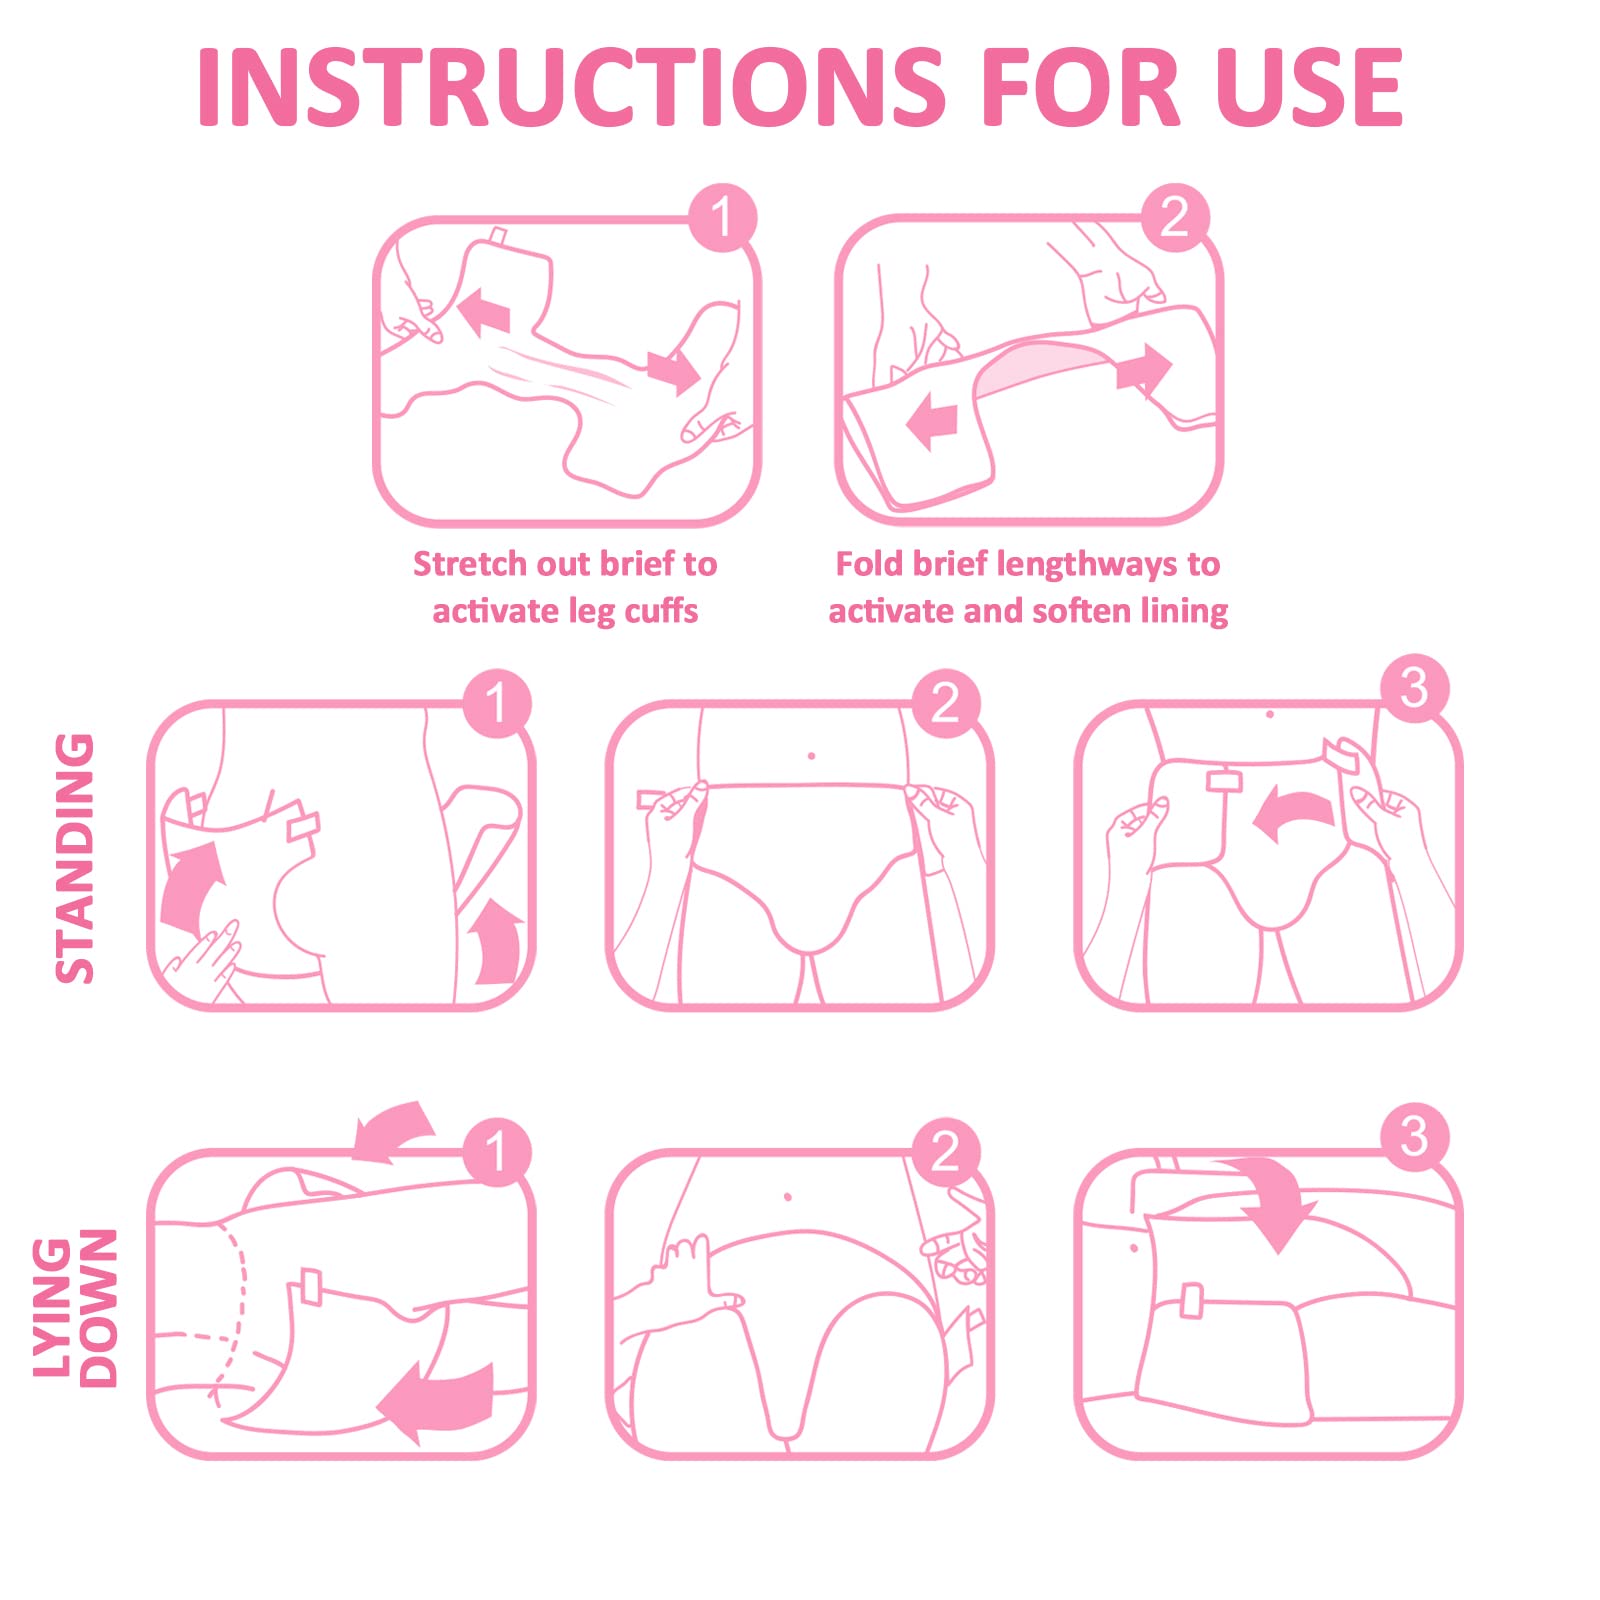 INSTRUCTIONS FOR USE
1
2
Stretch out brief to
activate leg cuffs
Fold brief lengthways to
activate and soften lining
STANDING
1
2
3
LYING
DOWN
1
2
3